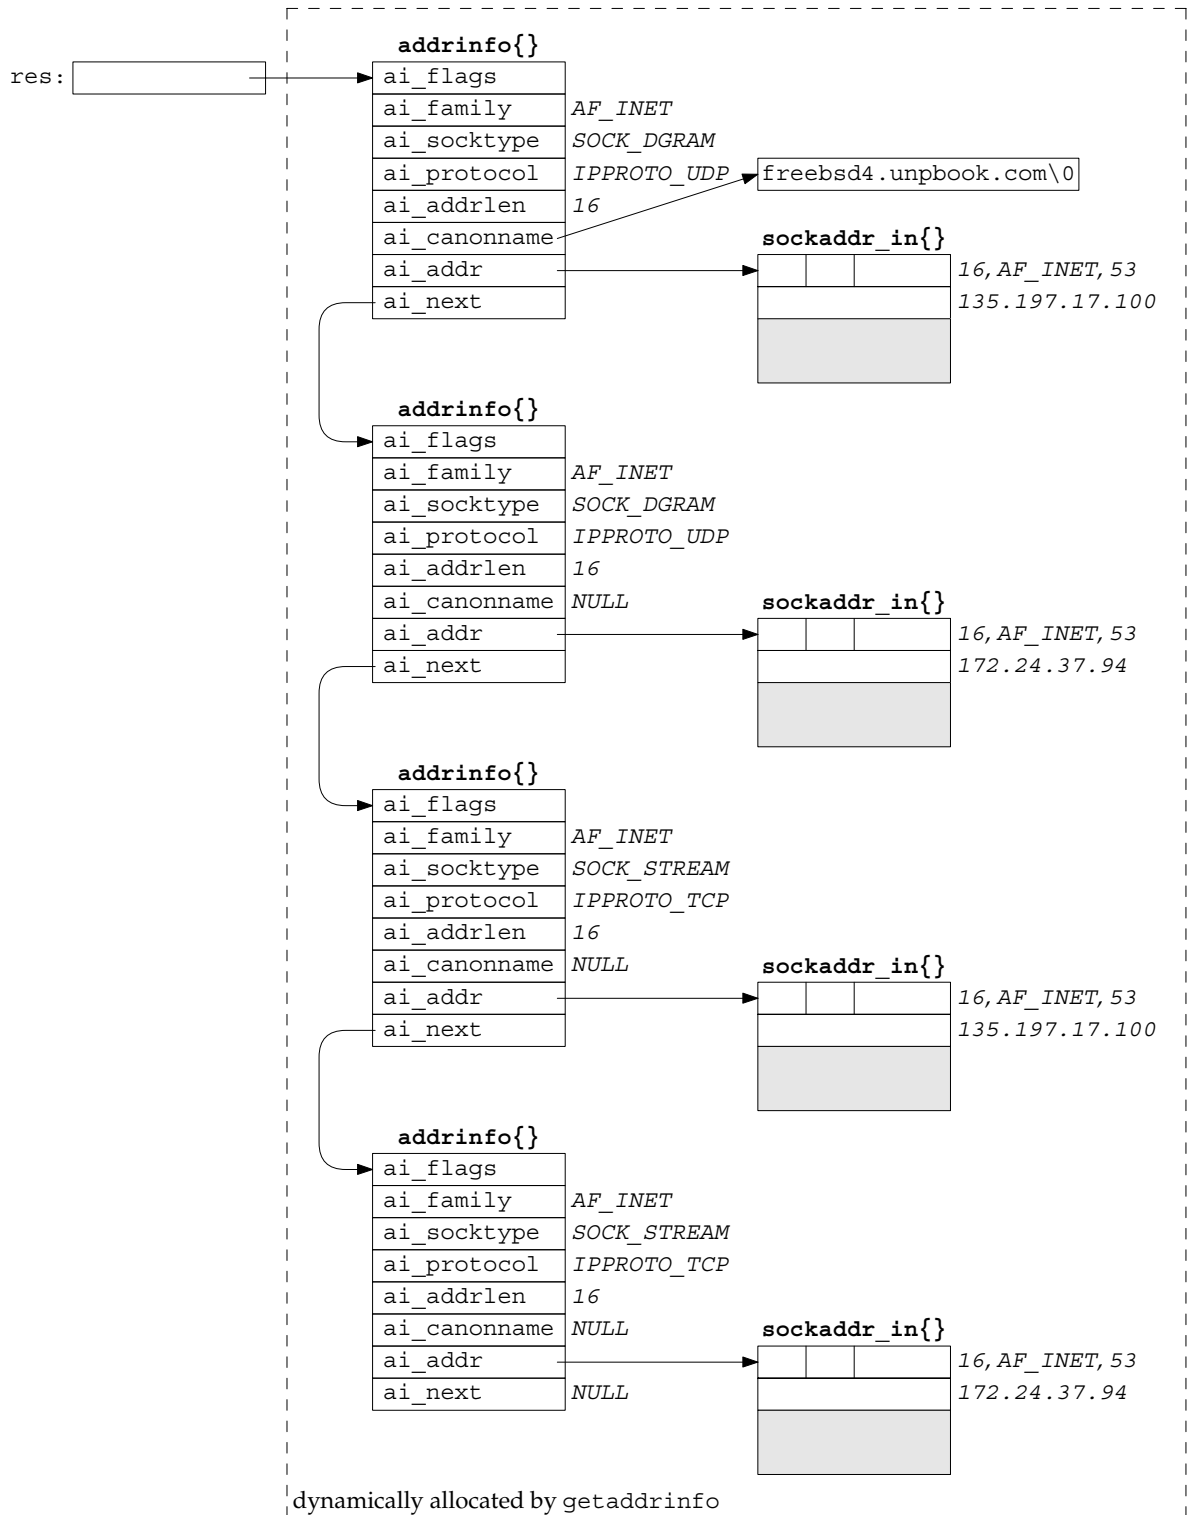 addrinfo{}
res:
ai_flags
ai_family AF_INET
ai_socktype SOCK_DGRAM
ai_protocol IPPROTO_UDP freebsd4.unpbook.com\0
ai_addrlen 16
ai_canonname sockaddr_in{}
ai_addr 16, AF_INET, 53
ai_next 135.197.17.100
addrinfo{}
ai_flags
ai_family AF_INET
ai_socktype SOCK_DGRAM
ai_protocol IPPROTO_UDP
ai_addrlen 16
ai_canonname NULL sockaddr_in{}
ai_addr 16, AF_INET, 53
ai_next 172.24.37.94
addrinfo{}
ai_flags
ai_family AF_INET
ai_socktype SOCK_STREAM
ai_protocol IPPROTO_TCP
ai_addrlen 16
ai_canonname NULL sockaddr_in{}
ai_addr 16, AF_INET, 53
ai_next 135.197.17.100
addrinfo{}
ai_flags
ai_family AF_INET
ai_socktype SOCK_STREAM
ai_protocol IPPROTO_TCP
ai_addrlen 16
ai_canonname NULL sockaddr_in{}
ai_addr 16, AF_INET, 53
ai_next NULL 172.24.37.94
dynamically allocated by getaddrinfo